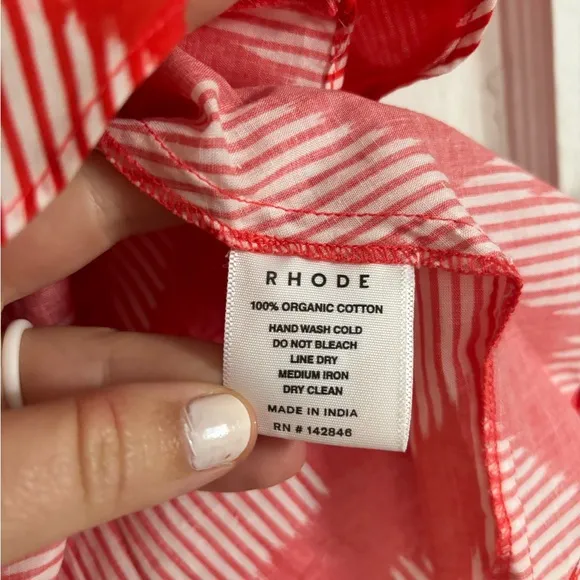 RHODE
100% ORGANIC COTTON
HAND WASH COLD
DO NOT BLEACH
LINE DRY
MEDIUM IRON
DRY CLEAN
MADE IN INDIA
RN # 142846